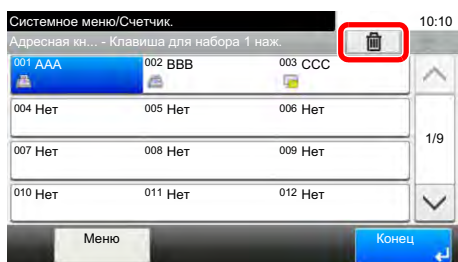 Системное меню/Счетчик. 10:10
Адресная кн... - Клавиша для набора 1 наж.
001 AAA 002 BBB 003 CCC
004 Нет 005 Нет 006 Нет
1/9
007 Нет 008 Нет 009 Нет
010 Нет 011 Нет 012 Нет
Меню Конец